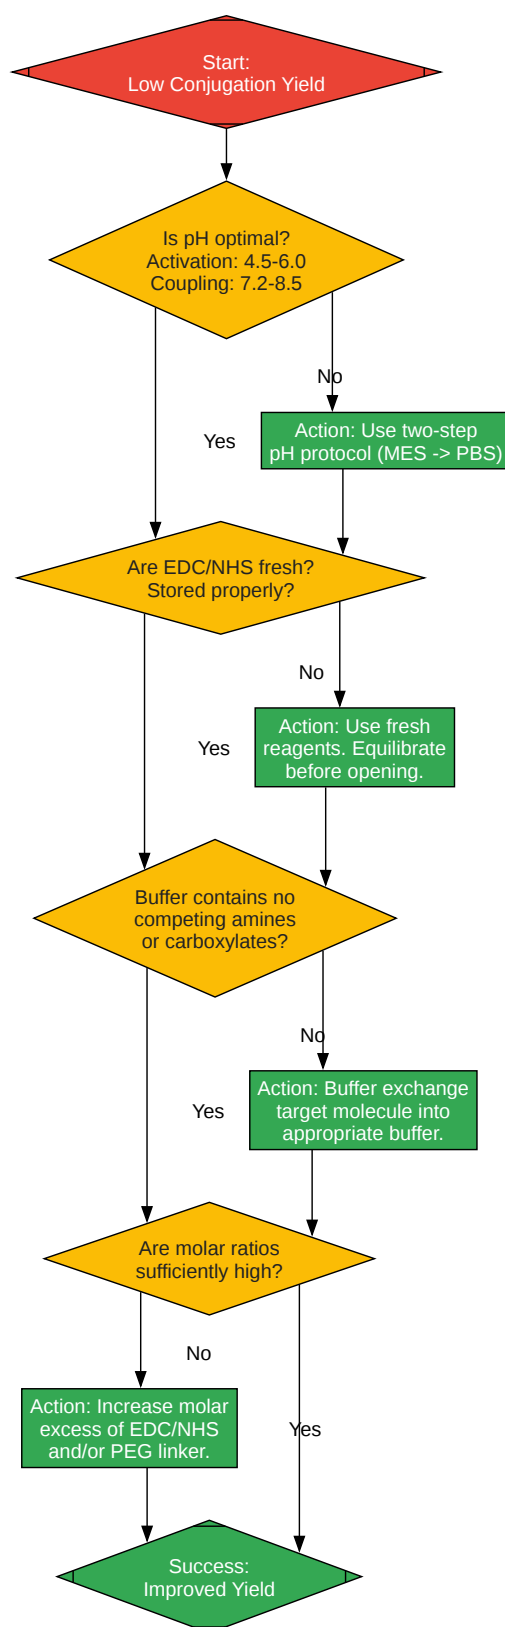 Start:
Low Conjugation Yield
Is pH optimal?
Activation: 4.5-6.0
Coupling: 7.2-8.5
No
Action: Use two-step
pH protocol (MES -> PBS)
Yes
Are EDC/NHS fresh?
Stored properly?
No
Action: Use fresh
reagents. Equilibrate
before opening.
Yes
Buffer contains no
competing amines
or carboxylates?
No
Action: Buffer exchange
target molecule into
appropriate buffer.
Yes
Are molar ratios
sufficiently high?
No
Action: Increase molar
excess of EDC/NHS
and/or PEG linker.
Yes
Success:
Improved Yield